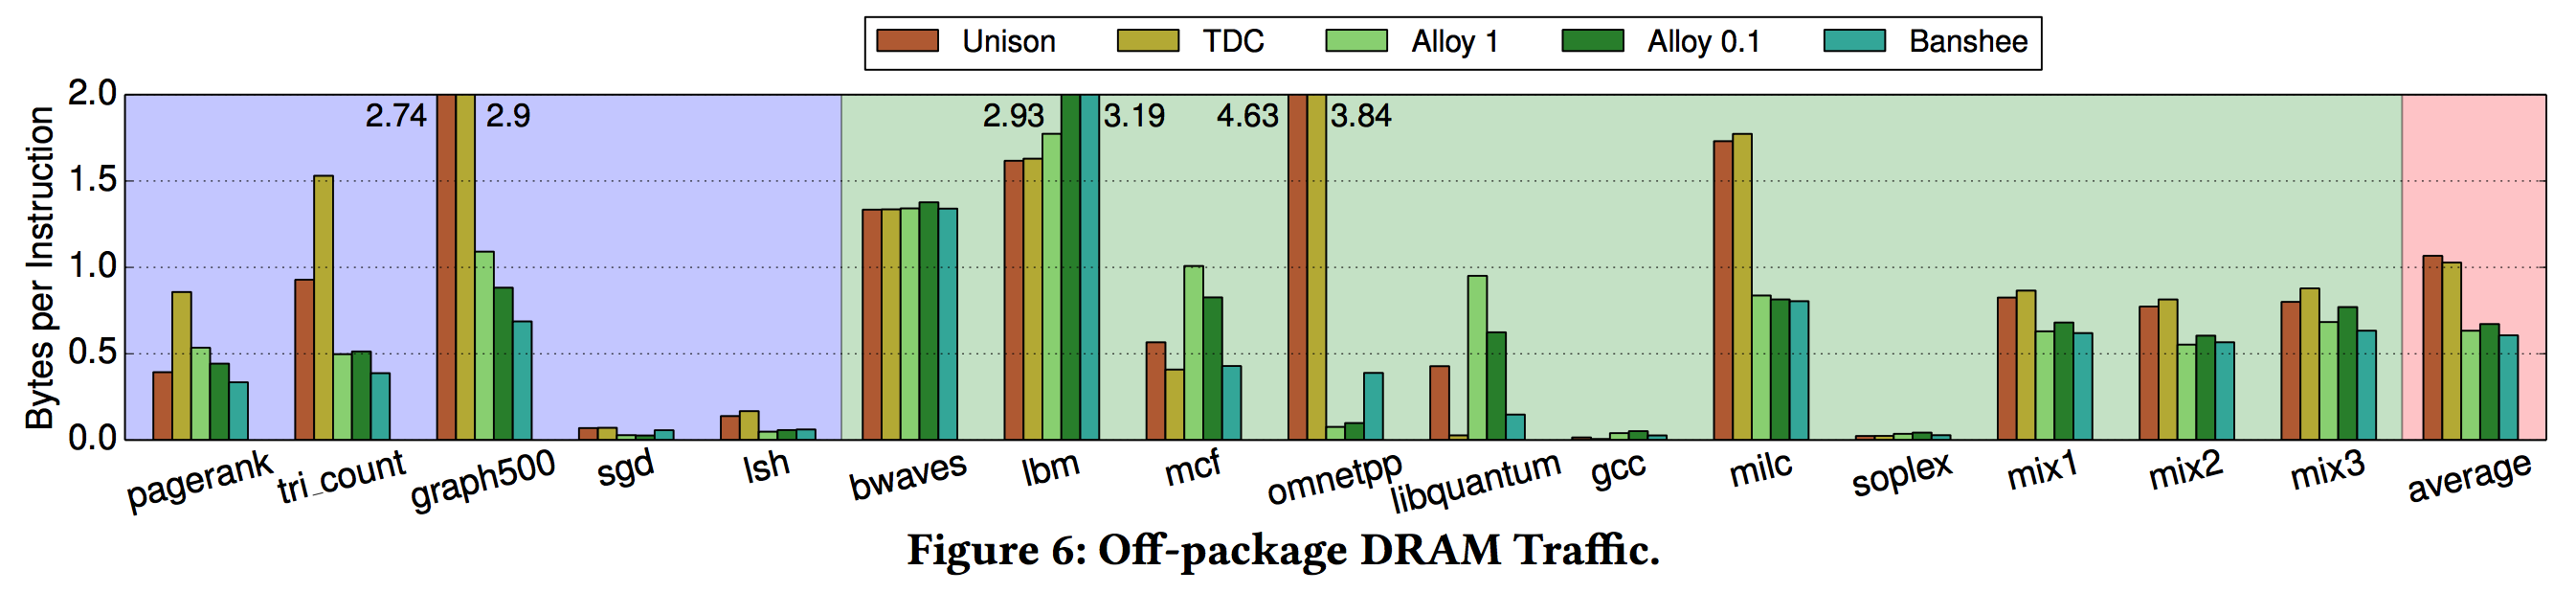 Unison TDC Alloy 1 Alloy 0.1 Banshee
2.0
2.74 2.9 2.93 3.19 4.63 3.84
1.5
1.0
0.5
0.0
Bytes per Instruction
pagerank tri_count graph500 sgd lsh bwaves lbm mcf omnetpp libquantum gcc milc soplex mix1 mix2 mix3 average
Figure 6: Off-package DRAM Traffic.